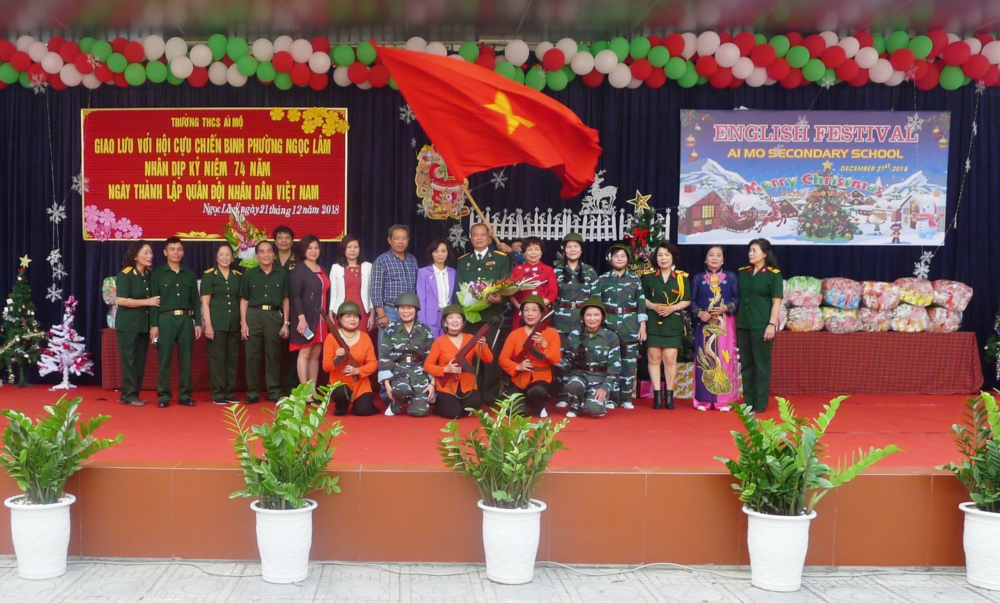 TRƯỜNG THCS ÁI MỘ
GIAO LƯU VỚI HỘI CỰU CHIẾN BINH PHƯỜNG NGỌC LÂM
NHÂN DỊP KỶ NIỆM 74 NĂM
NGÀY THÀNH LẬP QUÂN ĐỘI NHÂN DÂN VIỆT NAM
Ngọc Lâm, ngày 21 tháng 12 năm 2018
ENGLISH FESTIVAL
AI MO SECONDARY SCHOOL
DECEMBER 21ST 2018
Merry Christmas
Happy New Year